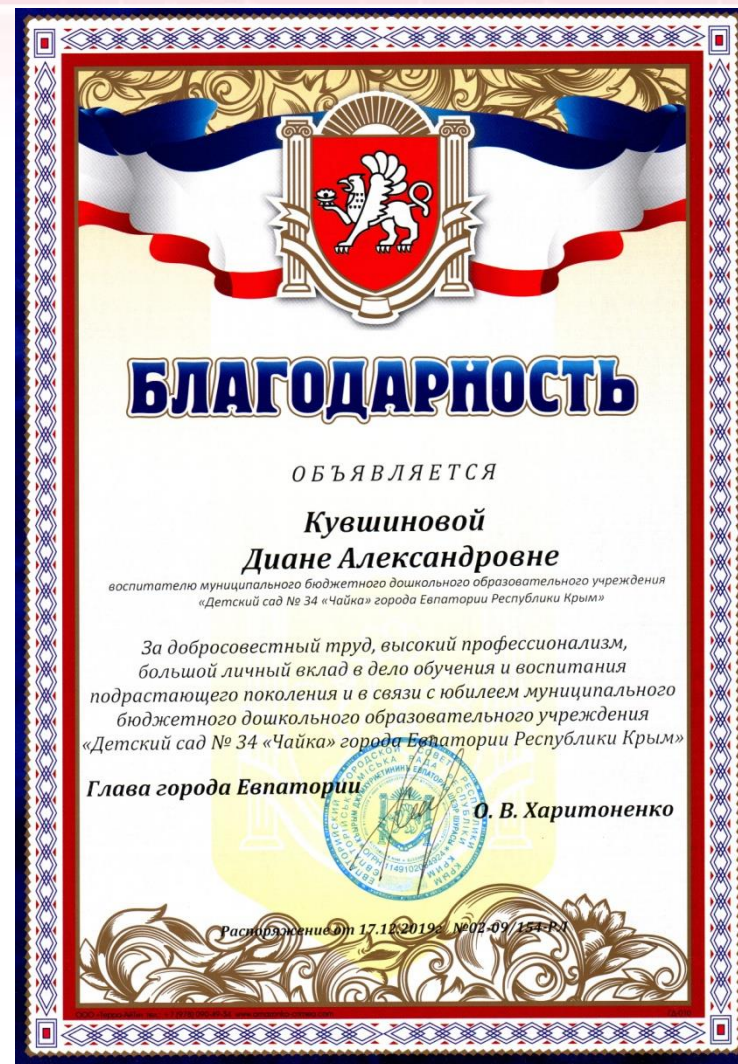 БЛАГОДАРНОСТЬ
ОБЪЯВЛЯЕТСЯ
Кувшиновой
Диане Александровне
воспитателю муниципального бюджетного дошкольного образовательного учреждения
«Детский сад № 34 «Чайка» города Евпатории Республики Крым»
За добросовестный труд, высокий профессионализм,
большой личный вклад в дело обучения и воспитания
подрастающего поколения и в связи с юбилеем муниципального
бюджетного дошкольного образовательного учреждения
«Детский сад № 34 «Чайка» города Евпатории Республики Крым»
Глава города Евпатории
О. В. Харитоненко
Распоряжение от 17.12.2019г №02-09/154-РЛ